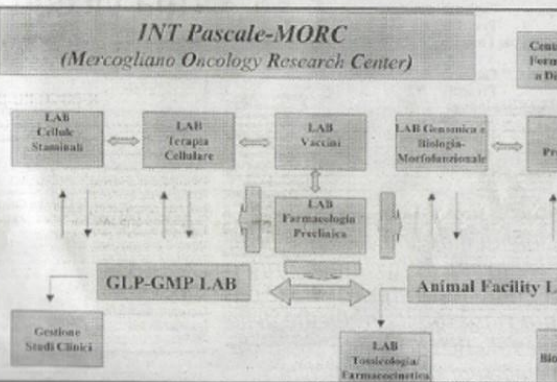 INT Pascale-MORC
(Mercogliano Oncology Research Center)
LAB
Cellule
Staminali
LAB
Terapia
Cellulare
LAB
Vaccini
LAB Genomica e
Biologia-
Morfofunzionale
LAB
Farmacologia
Preclinica
GLP-GMP LAB
Animal Facility L
Gestione
Studi Clinici
LAB
Tossicologia/
Farmacocinetica